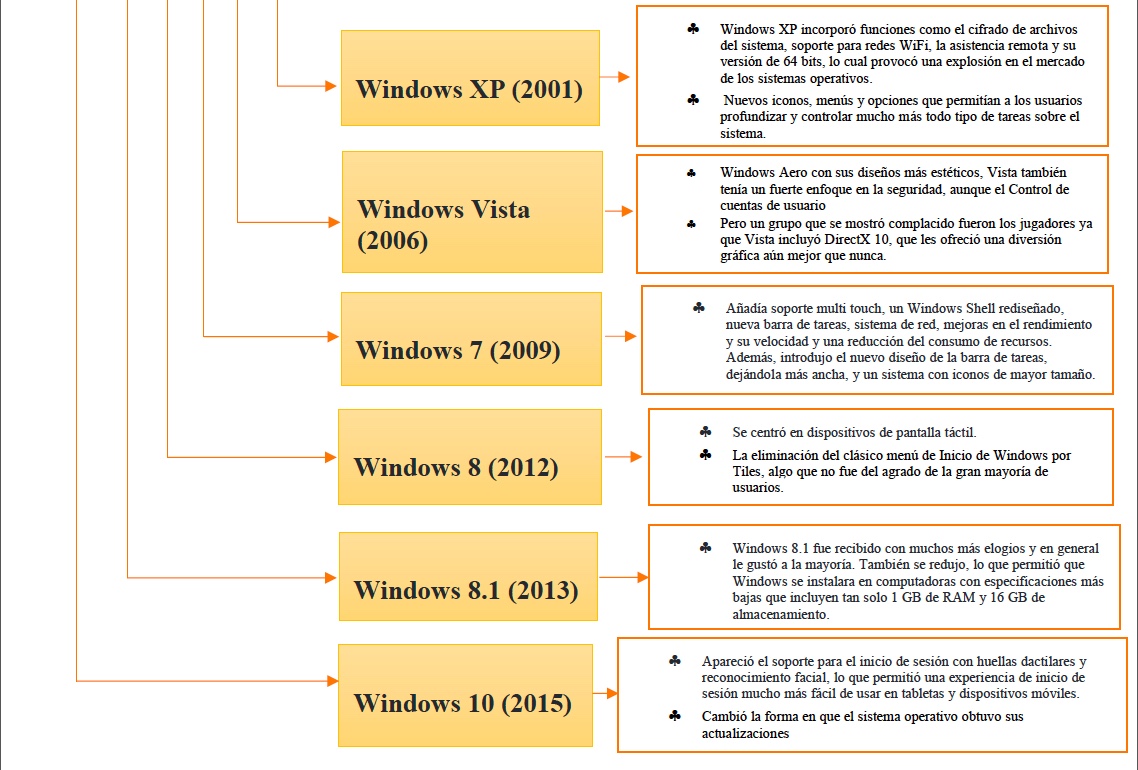 Windows XP (2001)
♣ Windows XP incorporó funciones como el cifrado de archivos
del sistema, soporte para redes WiFi, la asistencia remota y su
versión de 64 bits, lo cual provocó una explosión en el mercado
de los sistemas operativos.
♣ Nuevos iconos, menús y opciones que permitían a los usuarios
profundizar y controlar mucho más todo tipo de tareas sobre el
sistema.
Windows Vista
(2006)
♣ Windows Aero con sus diseños más estéticos, Vista también
tenía un fuerte enfoque en la seguridad, aunque el Control de
cuentas de usuario
♣ Pero un grupo que se mostró complacido fueron los jugadores ya
que Vista incluyó DirectX 10, que les ofreció una diversión
gráfica aún mejor que nunca.
Windows 7 (2009)
♣ Añadía soporte multi touch, un Windows Shell rediseñado,
nueva barra de tareas, sistema de red, mejoras en el rendimiento
y su velocidad y una reducción del consumo de recursos.
Además, introdujo el nuevo diseño de la barra de tareas,
dejándola más ancha, y un sistema con iconos de mayor tamaño.
Windows 8 (2012)
♣ Se centró en dispositivos de pantalla táctil.
♣ La eliminación del clásico menú de Inicio de Windows por
Tiles, algo que no fue del agrado de la gran mayoría de
usuarios.
Windows 8.1 (2013)
♣ Windows 8.1 fue recibido con muchos más elogios y en general
le gustó a la mayoría. También se redujo, lo que permitió que
Windows se instalara en computadoras con especificaciones más
bajas que incluyen tan solo 1 GB de RAM y 16 GB de
almacenamiento.
Windows 10 (2015)
♣ Apareció el soporte para el inicio de sesión con huellas dactilares y
reconocimiento facial, lo que permitió una experiencia de inicio de
sesión mucho más fácil de usar en tabletas y dispositivos móviles.
♣ Cambió la forma en que el sistema operativo obtuvo sus
actualizaciones